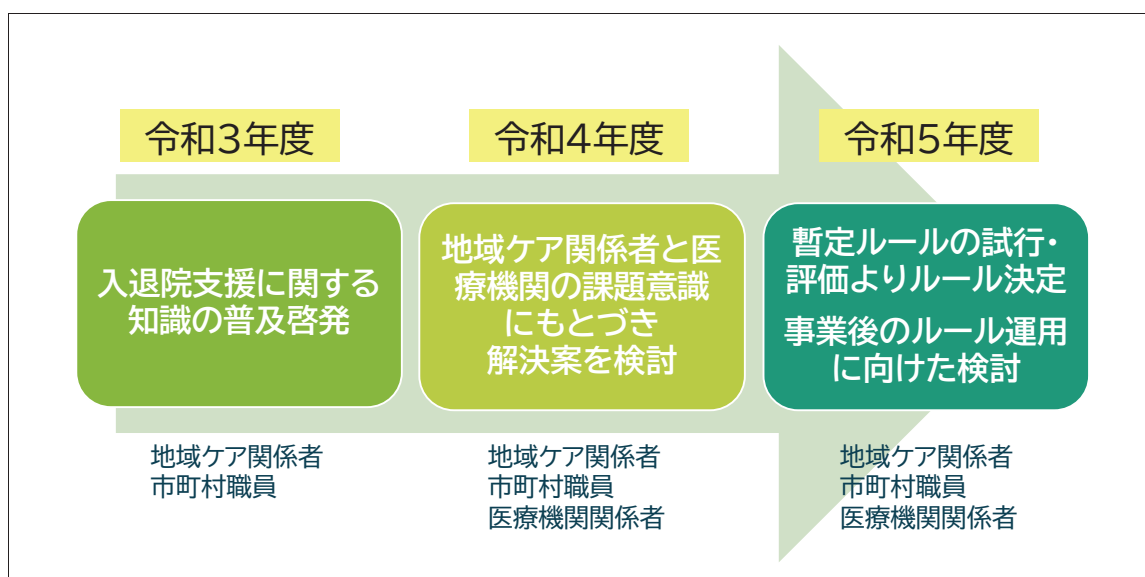 令和3年度
入退院支援に関する
知識の普及啓発
地域ケア関係者
市町村職員
令和4年度
地域ケア関係者と医
療機関の課題意識
にもとづき
解決案を検討
地域ケア関係者
市町村職員
医療機関関係者
令和5年度
暫定ルールの試行・
評価よりルール決定
事業後のルール運用
に向けた検討
地域ケア関係者
市町村職員
医療機関関係者